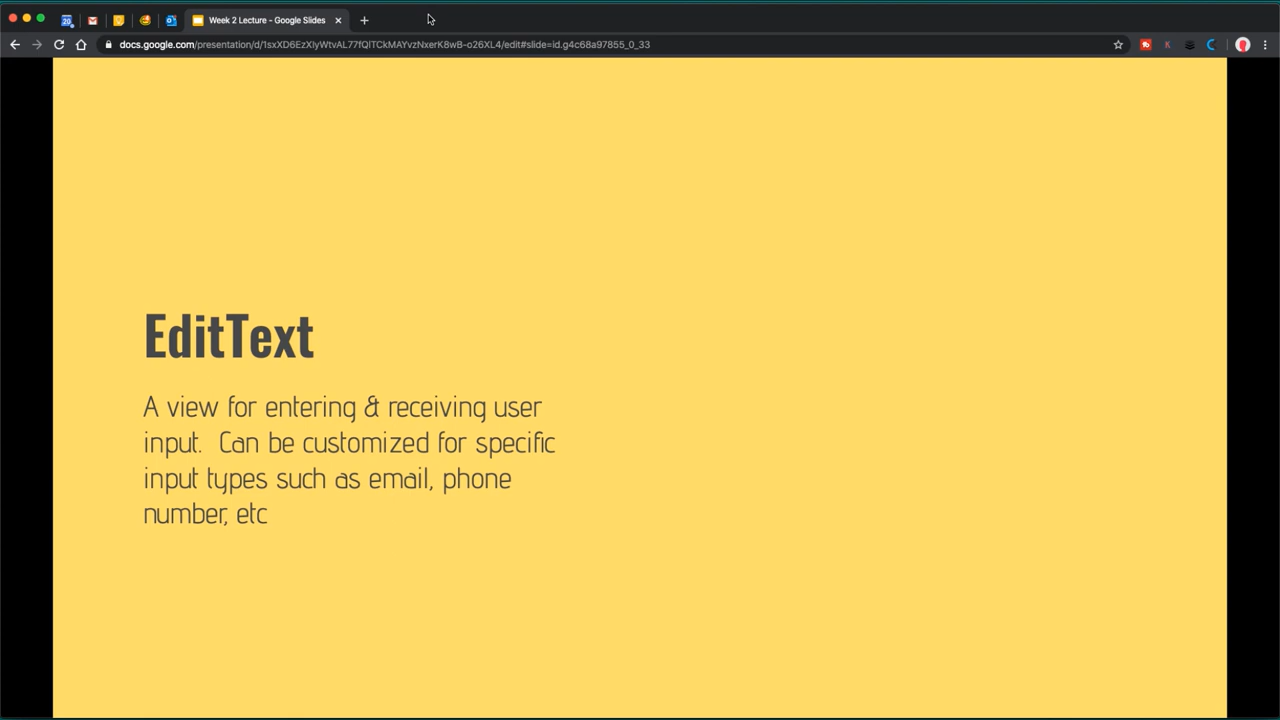 Week 2 Lecture - Google Slides
docs.google.com/presentation/d/1sxXD6EzXIyWtvAL77fQITCkMAYvzNxerK8wB-o26XL4/edit#slide=id.g4c68a97855_0_33
EditText
A view for entering & receiving user
input. Can be customized for specific
input types such as email, phone
number, etc